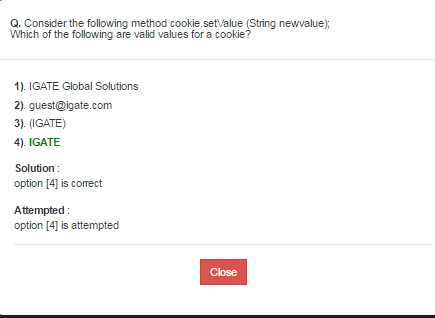 Q. Consider the following method cookie.setValue (String newvalue);
Which of the following are valid values for a cookie?
1). IGATE Global Solutions
2). guest@igate.com
3). (IGATE)
4). IGATE
Solution :
option [4] is correct
Attempted :
option [4] is attempted
Close